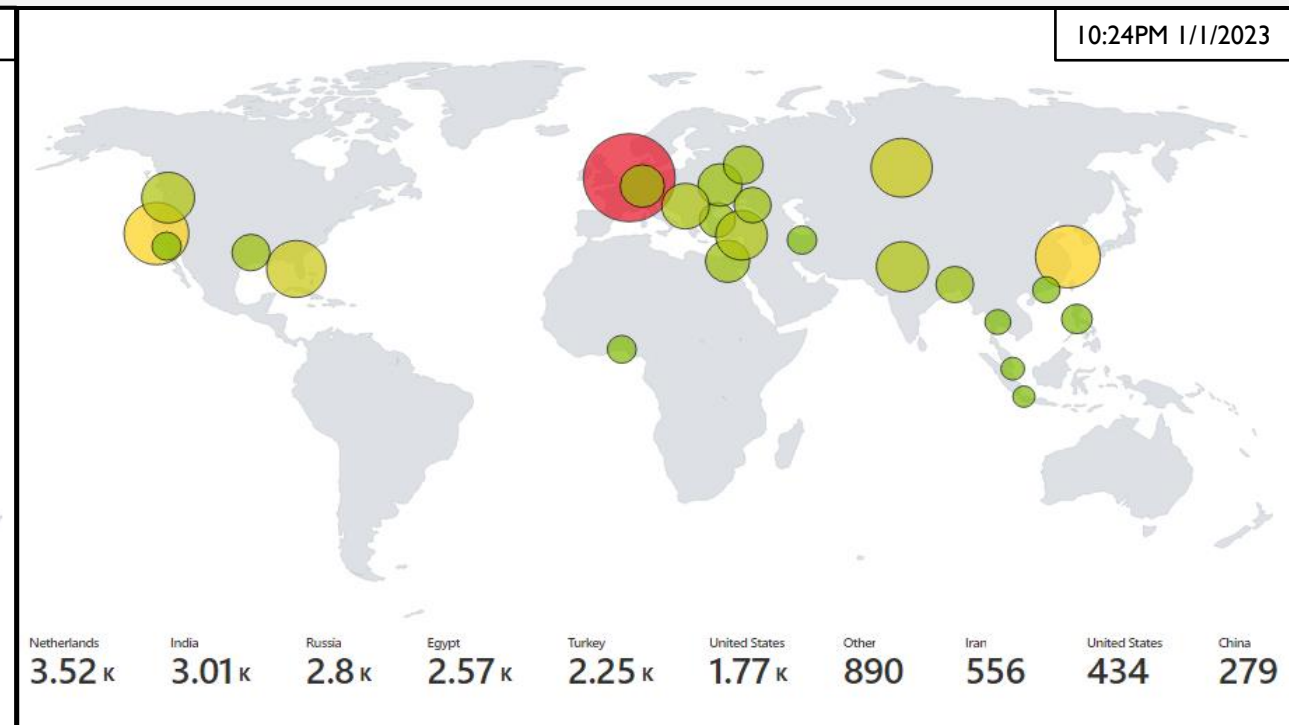 10:24PM 1/1/2023
Netherlands India Russia Egypt Turkey United States Other Iran United States China
3.52 K 3.01 K 2.8 K 2.57 K 2.25 K 1.77 K 890 556 434 279